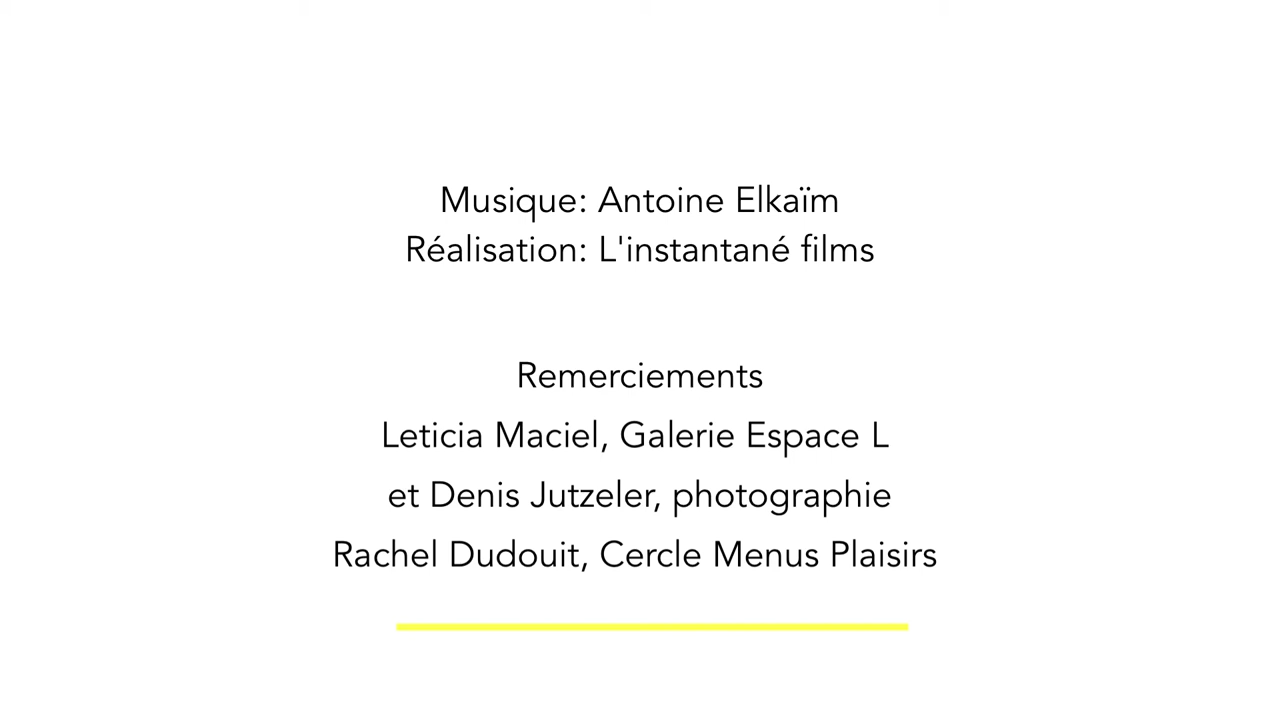 Musique: Antoine Elkaïm
Réalisation: L'instantané films
Remerciements
Leticia Maciel, Galerie Espace L
et Denis Jutzeler, photographie
Rachel Dudouit, Cercle Menus Plaisirs